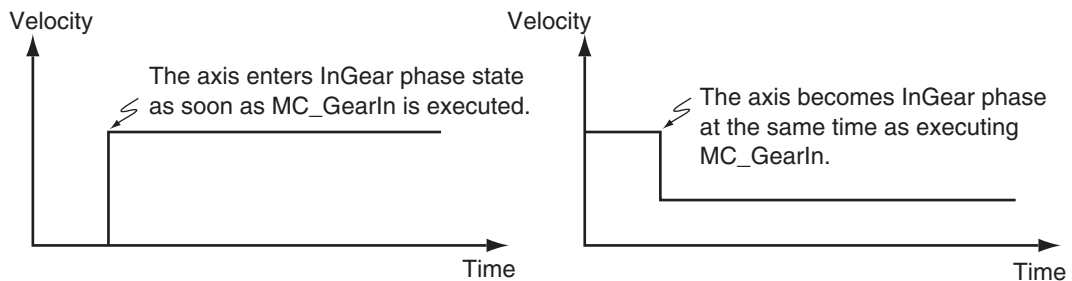 Velocity
The axis enters InGear phase state
as soon as MC_GearIn is executed.
Time
Velocity
The axis becomes InGear phase
at the same time as executing
MC_GearIn.
Time